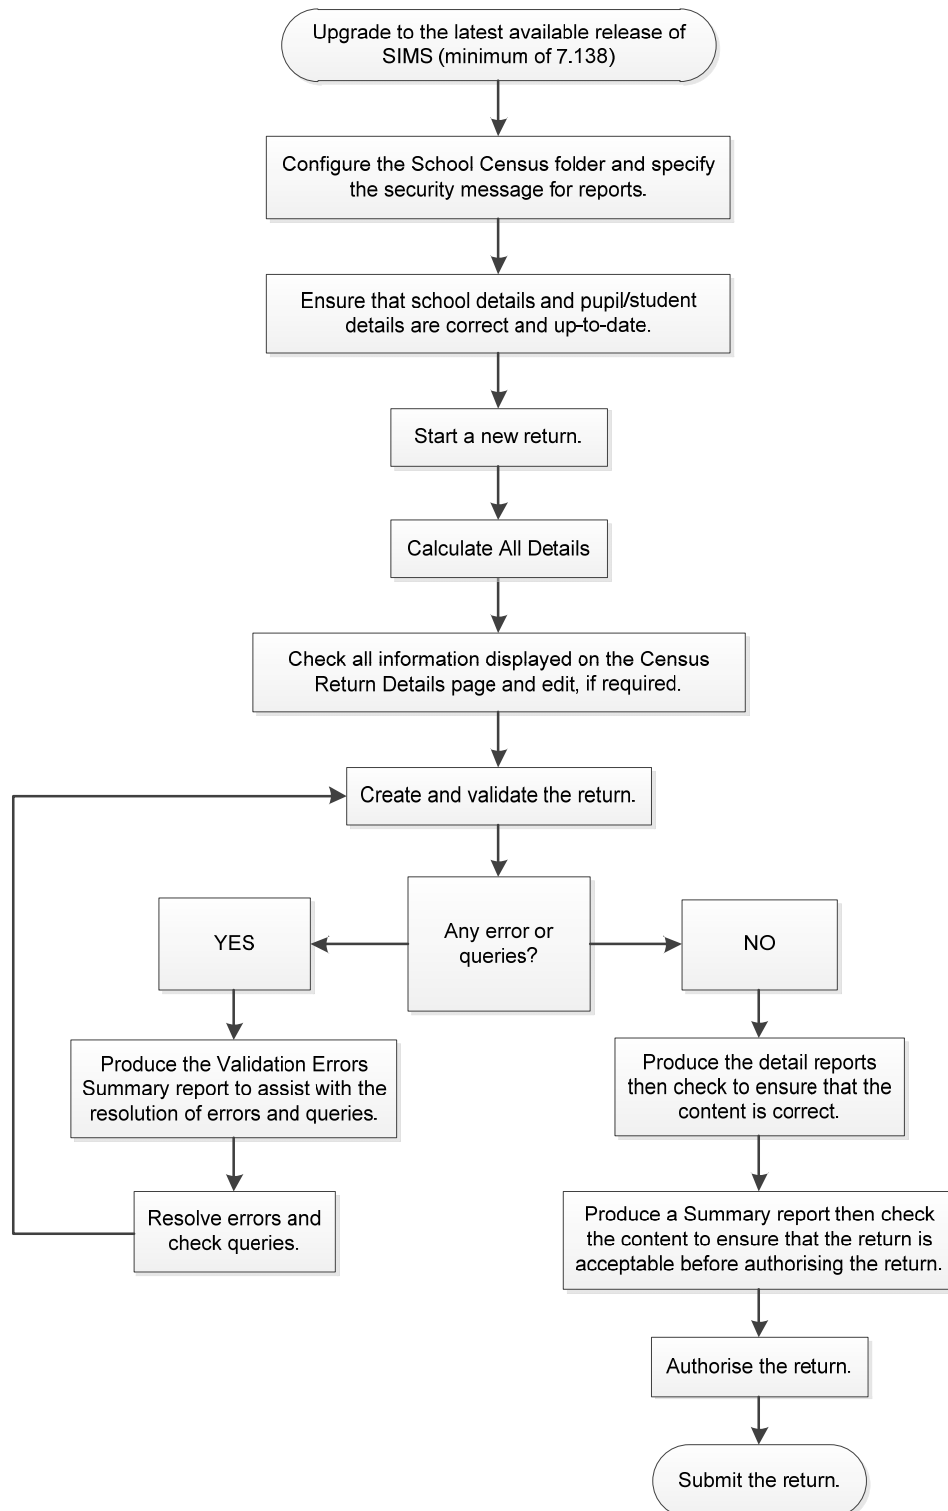 Upgrade to the latest available release of
SIMS (minimum of 7.138)
Configure the School Census folder and specify
the security message for reports.
Ensure that school details and pupil/student
details are correct and up-to-date.
Start a new return.
Calculate All Details
Check all information displayed on the Census
Return Details page and edit, if required.
Create and validate the return.
Any error or
queries?
YES
NO
Produce the Validation Errors
Summary report to assist with the
resolution of errors and queries.
Resolve errors and
check queries.
Produce the detail reports
then check to ensure that the
content is correct.
Produce a Summary report then check
the content to ensure that the return is
acceptable before authorising the return.
Authorise the return.
Submit the return.